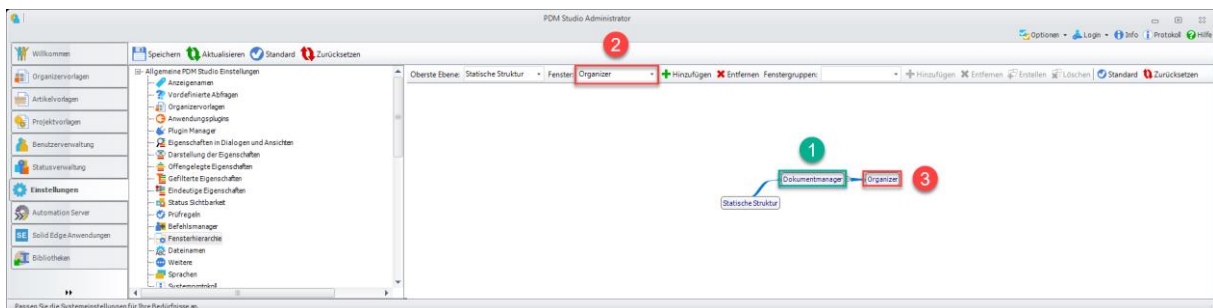 PDM Studio Administrator
Optionen Login Info Protokoll Hilfe
Willkommen
Organizervorlagen
Artikelvorlagen
Projektvorlagen
Benutzerverwaltung
Statusverwaltung
Einstellungen
Automation Server
SE Solid Edge Anwendungen
Bibliotheken
Speichern Aktualisieren Standard Zurücksetzen
Allgemeine PDM Studio Einstellungen
Anzeigenamen
Vordefinierte Abfragen
Organizervorlagen
Anwendungsplugins
Plugin Manager
Eigenschaften in Dialogen und Ansichten
Darstellung der Eigenschaften
Offengelegte Eigenschaften
Gefilterte Eigenschaften
Eindeutige Eigenschaften
Status Sichtbarkeit
Prüfregeln
Befehlsmanager
Fensterhierarchie
Dateinamen
Weitere
Sprachen
Systemprotokoll
2
Oberste Ebene: Statische Struktur Fenster: Organizer Hinzufügen Entfernen Fenstergruppen: Hinzufügen Entfernen Erstellen Löschen Standard Zurücksetzen
1
Dokumentmanager Organizer 3
Statische Struktur
Passen Sie die Systemeinstellungen für Ihre Bedürfnisse an.